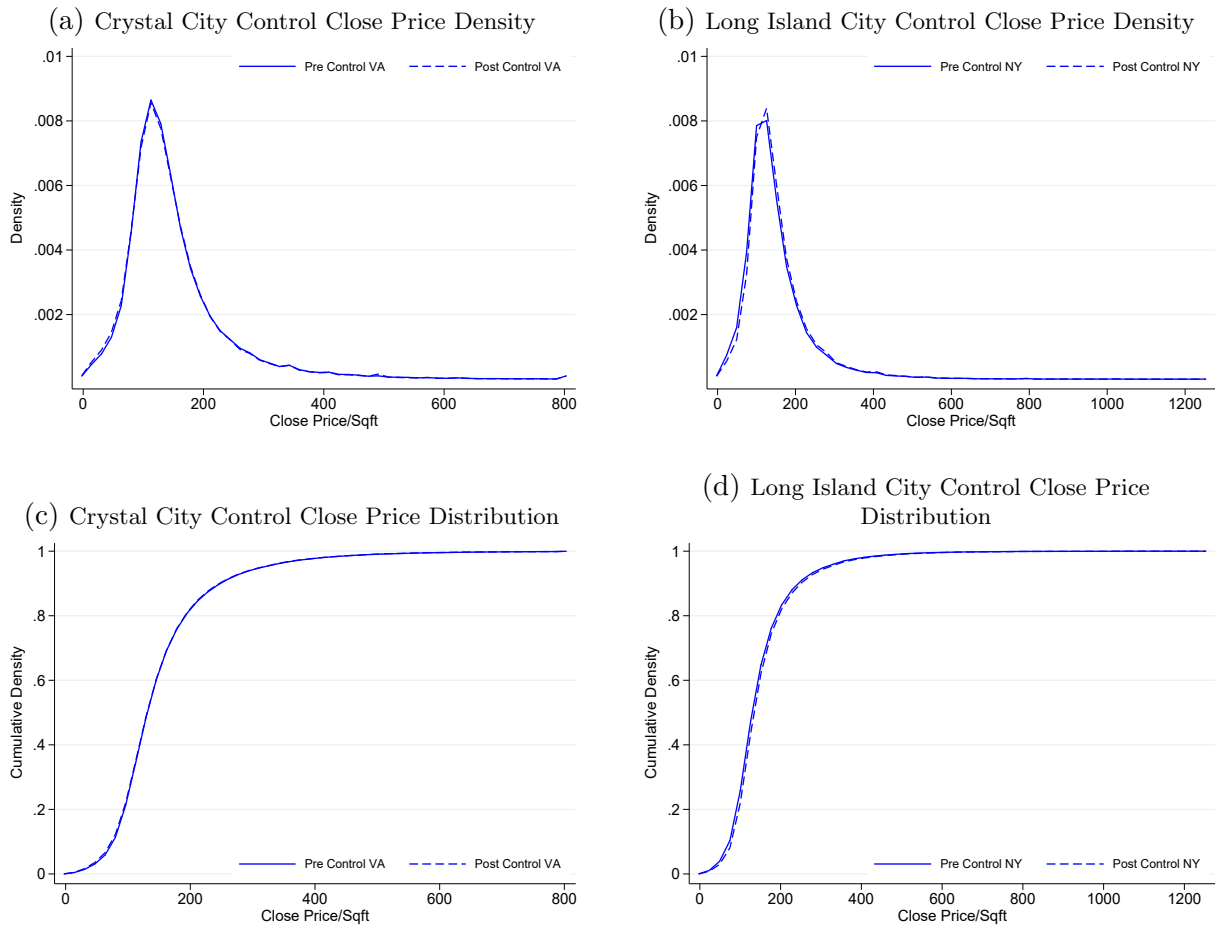 (a) Crystal City Control Close Price Density
.01
.008
.006
.004
.002
Density
0 200 400 600 800
Close Price/Sqft
Pre Control VA Post Control VA
(b) Long Island City Control Close Price Density
.01
.008
.006
.004
.002
Density
0 200 400 600 800 1000 1200
Close Price/Sqft
Pre Control NY Post Control NY
(c) Crystal City Control Close Price Distribution
1
.8
.6
.4
.2
0
Cumulative Density
0 200 400 600 800
Close Price/Sqft
Pre Control VA Post Control VA
(d) Long Island City Control Close Price
Distribution
1
.8
.6
.4
.2
0
Cumulative Density
0 200 400 600 800 1000 1200
Close Price/Sqft
Pre Control NY Post Control NY